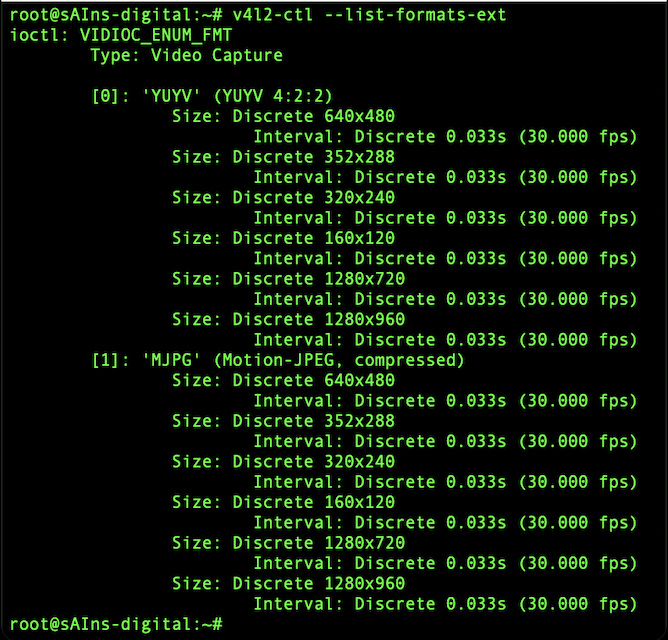 root@sAIns-digital:~# v4l2-ctl --list-formats-ext
ioctl: VIDIOC_ENUM_FMT
        Type: Video Capture

        [0]: 'YUYV' (YUYV 4:2:2)
                Size: Discrete 640x480
                        Interval: Discrete 0.033s (30.000 fps)
                Size: Discrete 352x288
                        Interval: Discrete 0.033s (30.000 fps)
                Size: Discrete 320x240
                        Interval: Discrete 0.033s (30.000 fps)
                Size: Discrete 160x120
                        Interval: Discrete 0.033s (30.000 fps)
                Size: Discrete 1280x720
                        Interval: Discrete 0.033s (30.000 fps)
                Size: Discrete 1280x960
                        Interval: Discrete 0.033s (30.000 fps)
        [1]: 'MJPG' (Motion-JPEG, compressed)
                Size: Discrete 640x480
                        Interval: Discrete 0.033s (30.000 fps)
                Size: Discrete 352x288
                        Interval: Discrete 0.033s (30.000 fps)
                Size: Discrete 320x240
                        Interval: Discrete 0.033s (30.000 fps)
                Size: Discrete 160x120
                        Interval: Discrete 0.033s (30.000 fps)
                Size: Discrete 1280x720
                        Interval: Discrete 0.033s (30.000 fps)
                Size: Discrete 1280x960
                        Interval: Discrete 0.033s (30.000 fps)
root@sAIns-digital:~#